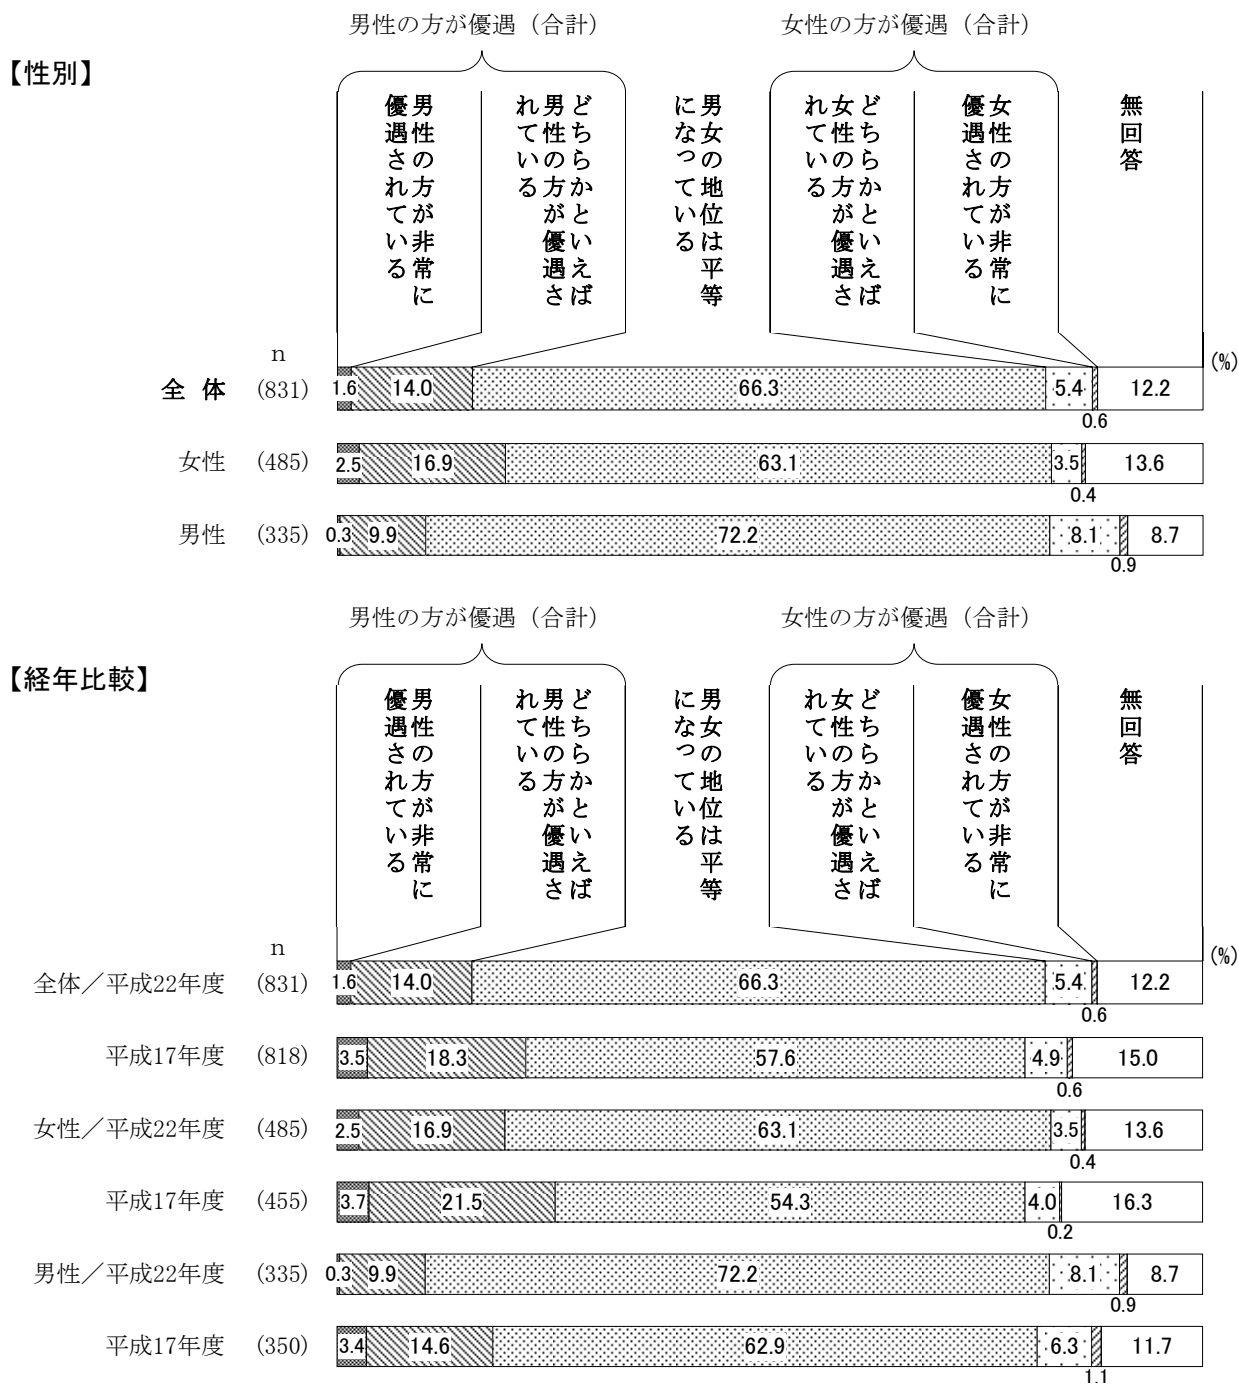 男性の方が優遇（合計） 女性の方が優遇（合計）
【性別】
男性の方が非常に
優遇されている
どちらかといえば
男性の方が優遇さ
れている
男女の地位は平等
になっている
どちらかといえば
女性の方が優遇さ
れている
女性の方が非常に
優遇されている
無回答
n
(%)
全体 (831) 1.6 14.0 66.3 5.4 12.2
0.6
女性 (485) 2.5 16.9 63.1 3.5 13.6
0.4
男性 (335) 0.3 9.9 72.2 8.1 8.7
0.9
男性の方が優遇（合計） 女性の方が優遇（合計）
【経年比較】
男性の方が非常に
優遇されている
どちらかといえば
男性の方が優遇さ
れている
男女の地位は平等
になっている
どちらかといえば
女性の方が優遇さ
れている
女性の方が非常に
優遇されている
無回答
n
(%)
全体／平成22年度 (831) 1.6 14.0 66.3 5.4 12.2
0.6
平成17年度 (818) 3.5 18.3 57.6 4.9 15.0
0.6
女性／平成22年度 (485) 2.5 16.9 63.1 3.5 13.6
0.4
平成17年度 (455) 3.7 21.5 54.3 4.0 16.3
0.2
男性／平成22年度 (335) 0.3 9.9 72.2 8.1 8.7
0.9
平成17年度 (350) 3.4 14.6 62.9 6.3 11.7
1.1